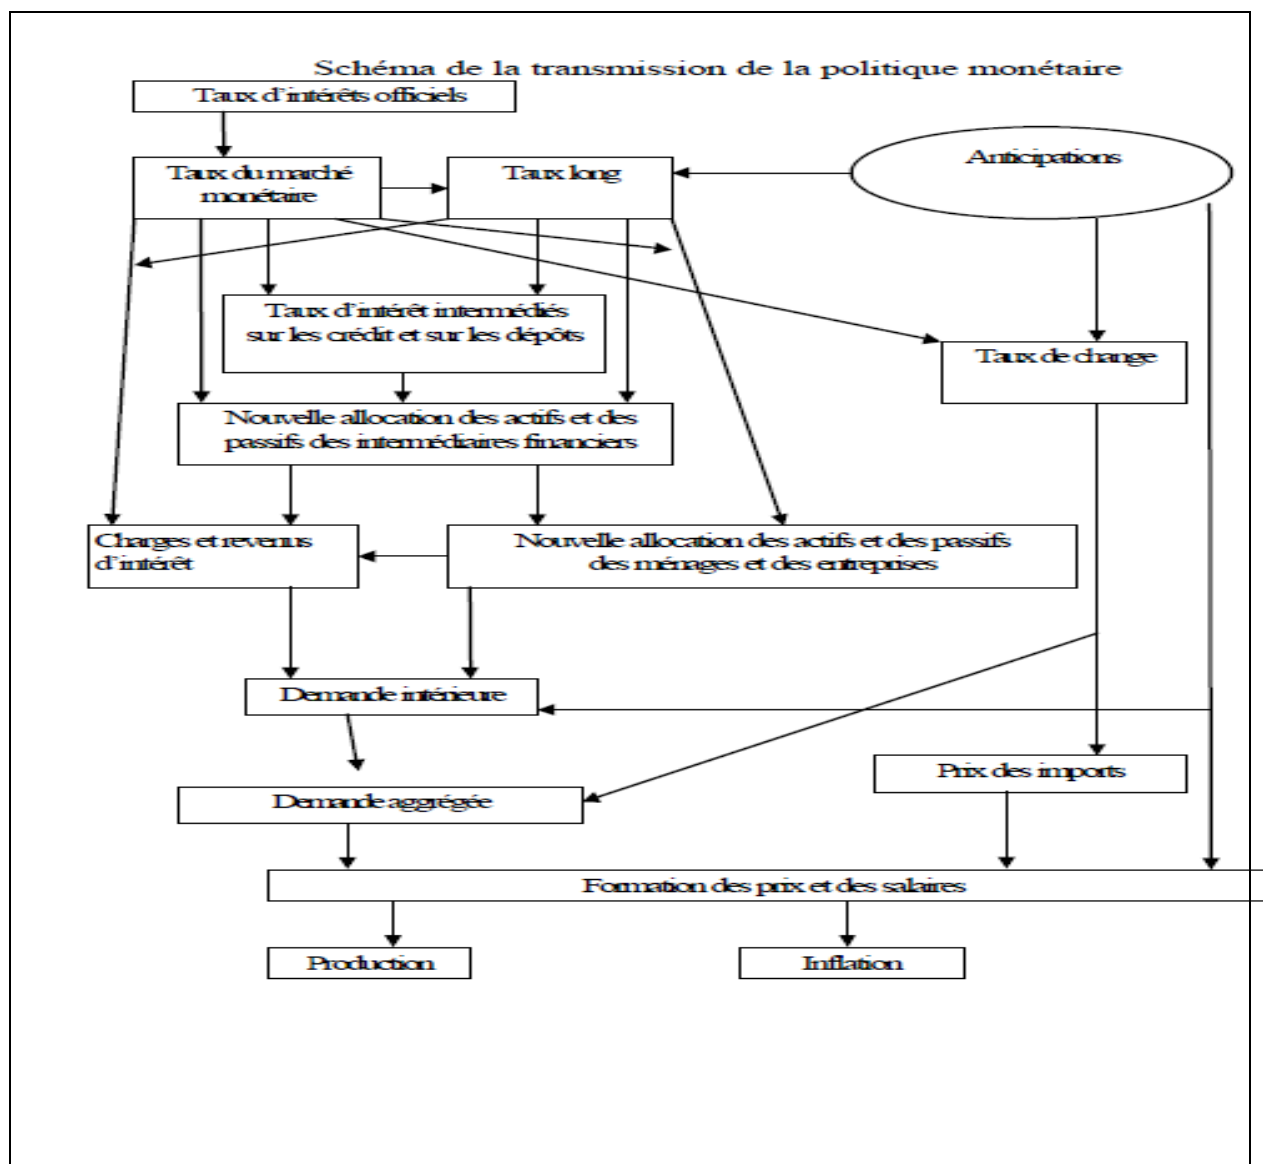 Schéma de la transmission de la politique monétaire
Taux d'intérêts officiels
Taux du marché
monétaire
Taux long
Anticipations
Taux d'intérêt intermédiés
sur les crédit et sur les dépôts
Taux de change
Nouvelle allocation des actifs et des
passifs des intermédiaires financiers
Charges et revenus
d'intérêt
Nouvelle allocation des actifs et des passifs
des ménages et des entreprises
Demande intérieure
Prix des imports
Demande aggrégée
Formation des prix et des salaires
Production
Inflation